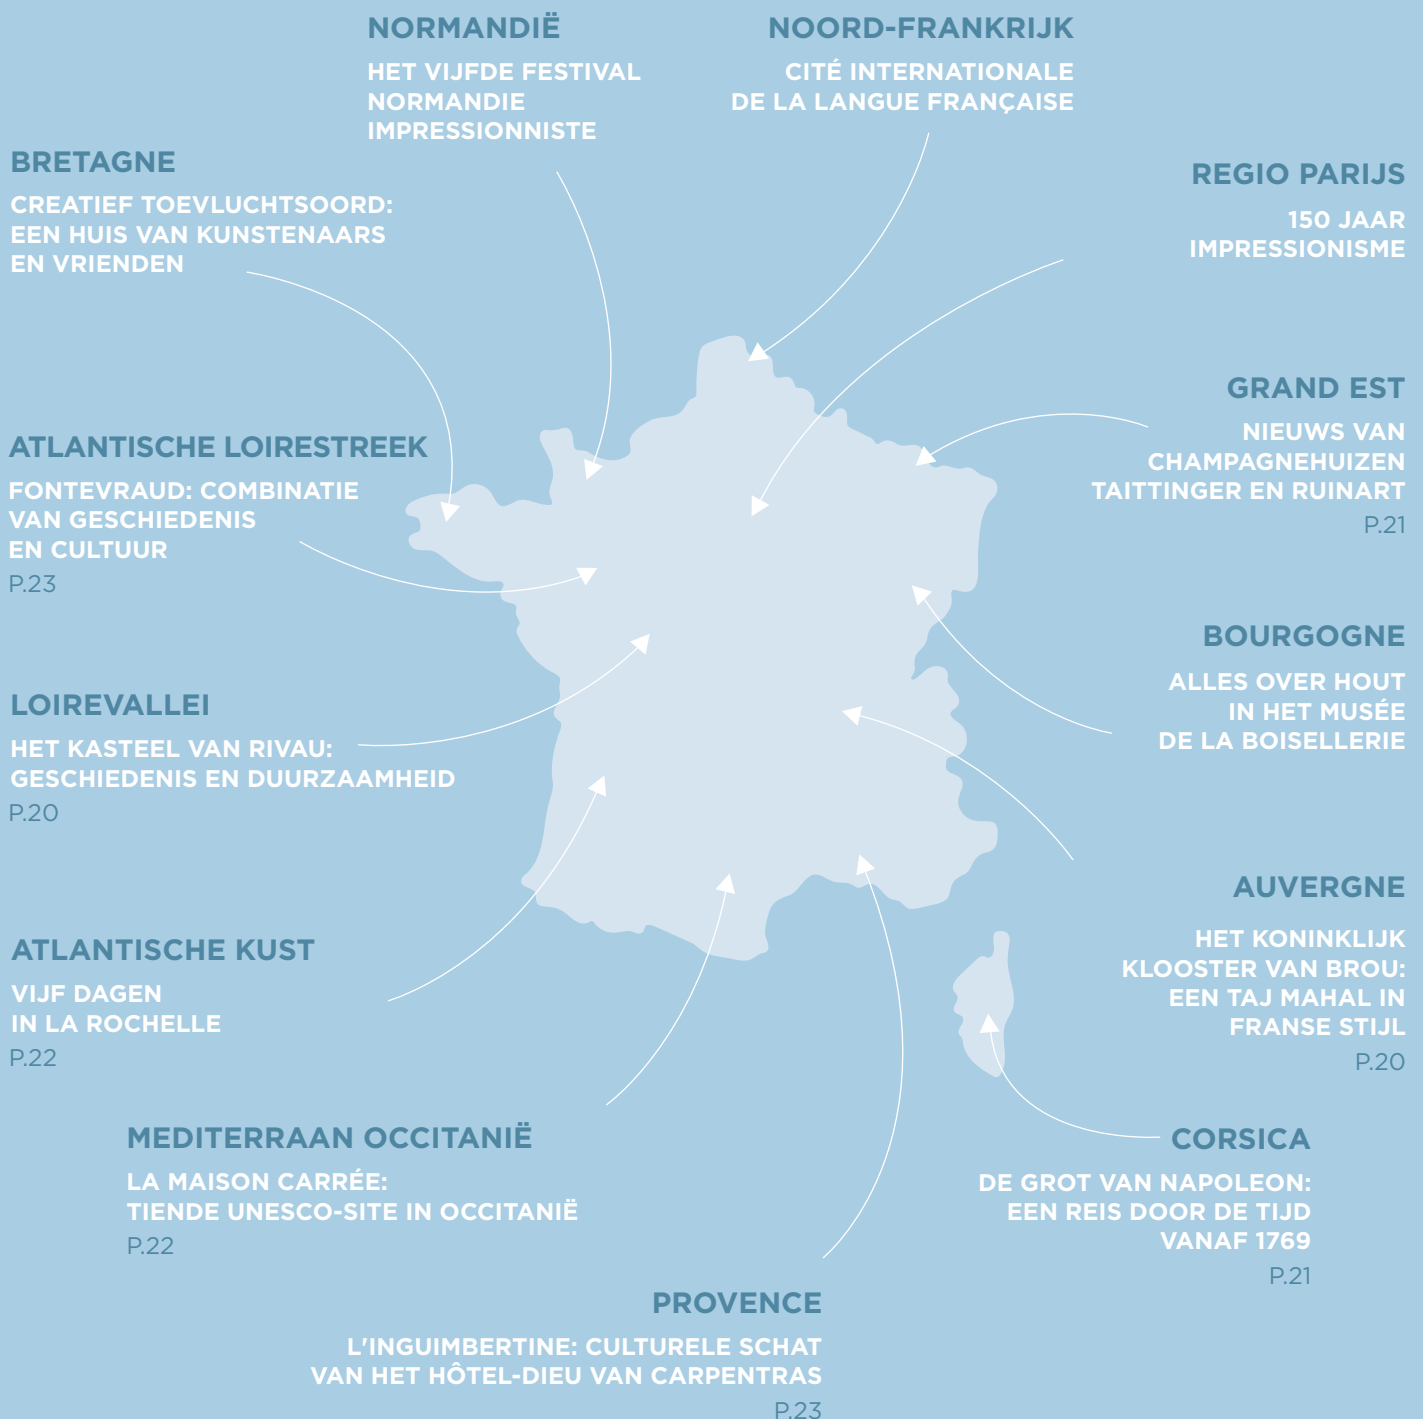 NORMANDIË
HET VIJFDE FESTIVAL
NORMANDIE
IMPRESSIONNISTE
NOORD-FRANKRIJK
CITÉ INTERNATIONALE
DE LA LANGUE FRANÇAISE
BRETAGNE
CREATIEF TOEVLUCHTSOORD:
EEN HUIS VAN KUNSTENAARS
EN VRIENDEN
REGIO PARIJS
150 JAAR
IMPRESSIONISME
GRAND EST
NIEUWS VAN
CHAMPAGNEHUIZEN
TAITTINGER EN RUINART
P.21
ATLANTISCHE LOIRESTREEK
FONTEVRAUD: COMBINATIE
VAN GESCHIEDENIS
EN CULTUUR
P.23
BOURGOGNE
ALLES OVER HOUT
IN HET MUSÉE
DE LA BOISELLERIE
LOIREVALLEI
HET KASTEEL VAN RIVAU:
GESCHIEDENIS EN DUURZAAMHEID
P.20
AUVERGNE
HET KONINKLIJK
KLOOSTER VAN BROU:
EEN TAJ MAHAL IN
FRANSE STIJL
P.20
ATLANTISCHE KUST
VIJF DAGEN
IN LA ROCHELLE
P.22
MEDITERRAAN OCCITANIË
LA MAISON CARRÉE:
TIENDE UNESCO-SITE IN OCCITANIË
P.22
CORSICA
DE GROT VAN NAPOLEON:
EEN REIS DOOR DE TIJD
VANAF 1769
P.21
PROVENCE
L'INGUIMBERTINE: CULTURELE SCHAT
VAN HET HÔTEL-DIEU VAN CARPENTRAS
P.23